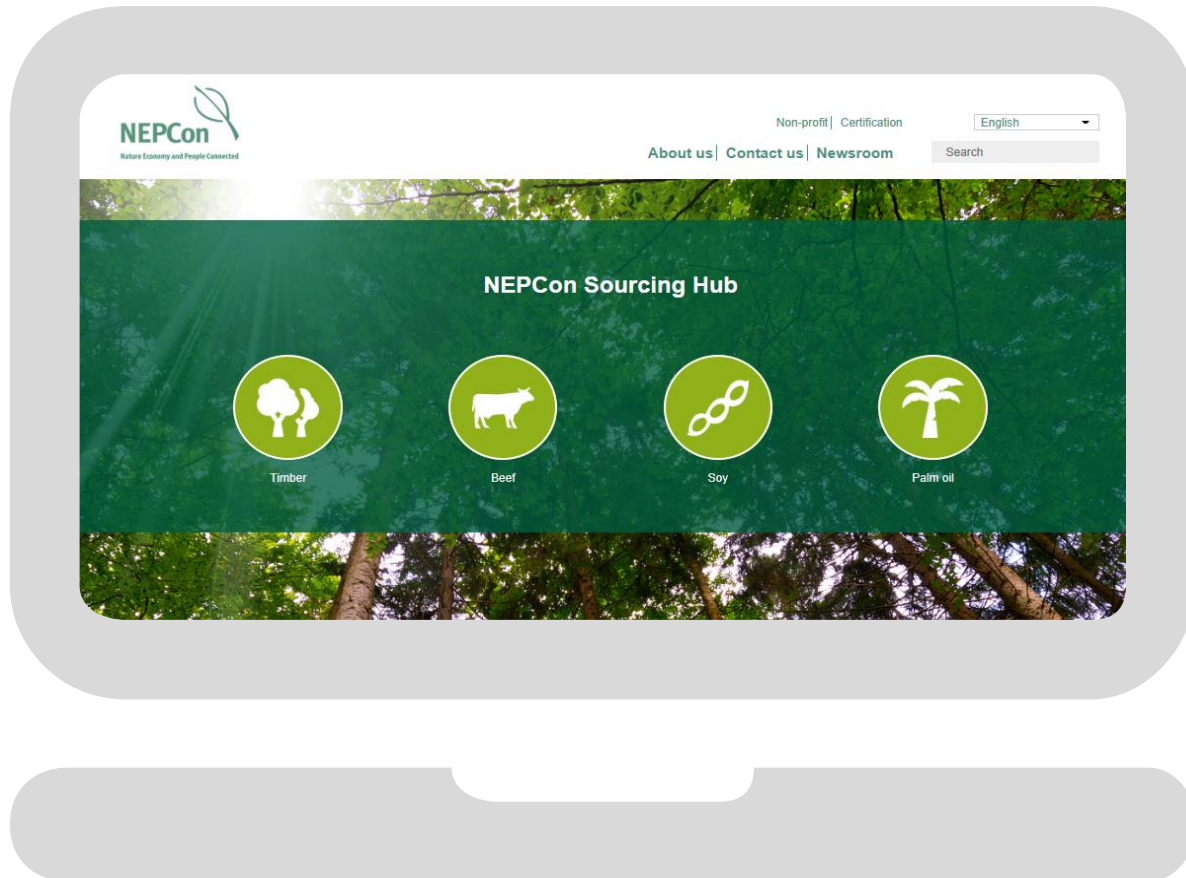 NEPCon
Nature Economy and People Connected
Non-profit | Certification
English
About us | Contact us | Newsroom
Search
NEPCon Sourcing Hub
Timber
Beef
Soy
Palm oil